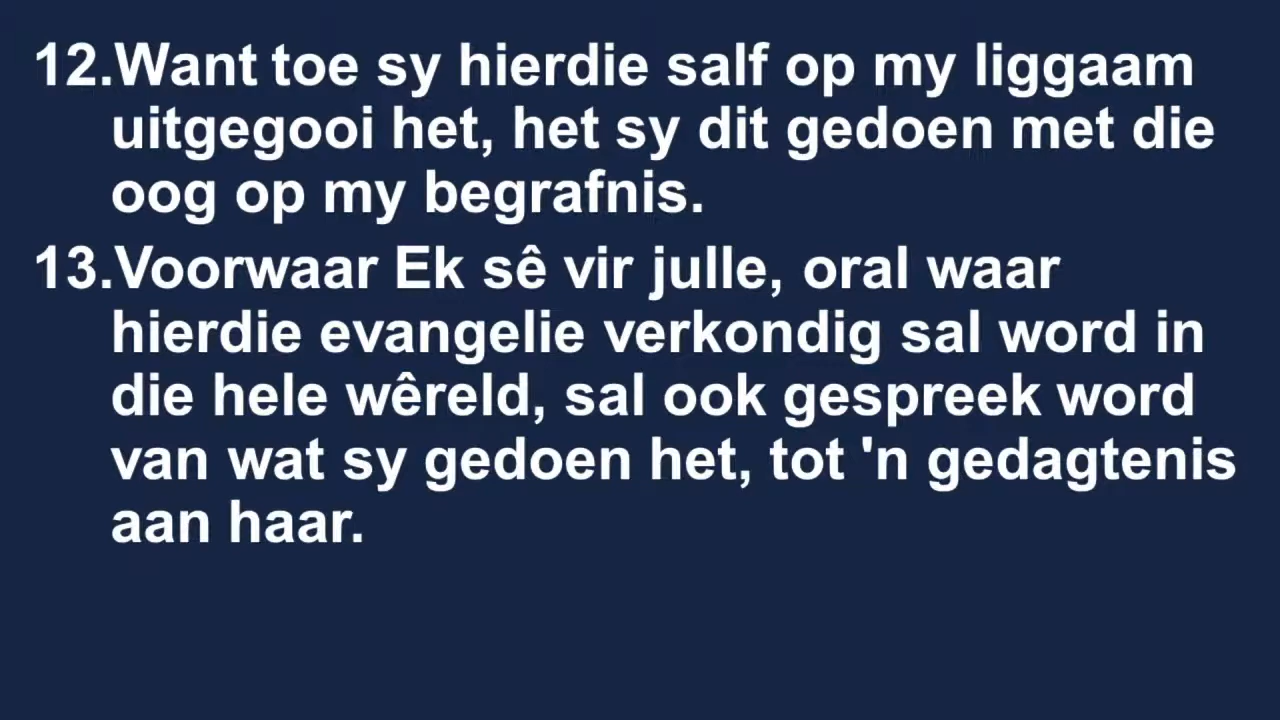 12.Want toe sy hierdie salf op my liggaam
uitgegooi het, het sy dit gedoen met die
oog op my begrafnis.
13.Voorwaar Ek sê vir julle, oral waar
hierdie evangelie verkondig sal word in
die hele wêreld, sal ook gespreek word
van wat sy gedoen het, tot 'n gedagtenis
aan haar.